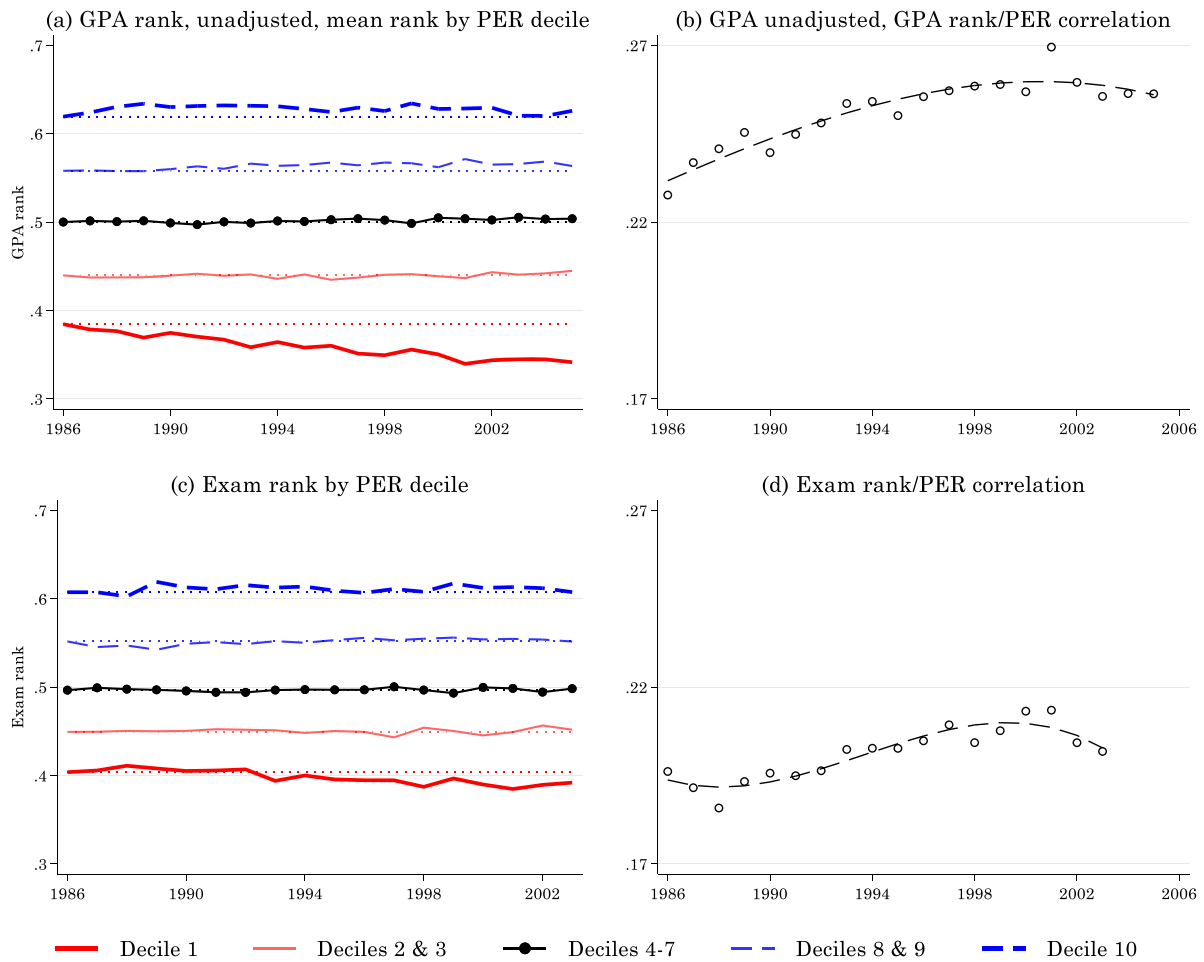 (a) GPA rank, unadjusted, mean rank by PER decile
.7
.6
.5
.4
.3
GPA rank
1986 1990 1994 1998 2002
(b) GPA unadjusted, GPA rank/PER correlation
.27
.22
.17
1986 1990 1994 1998 2002 2006
(c) Exam rank by PER decile
.7
.6
.5
.4
.3
Exam rank
1986 1990 1994 1998 2002
(d) Exam rank/PER correlation
.27
.22
.17
1986 1990 1994 1998 2002 2006
Decile 1 Deciles 2 & 3 Deciles 4-7 Deciles 8 & 9 Decile 10